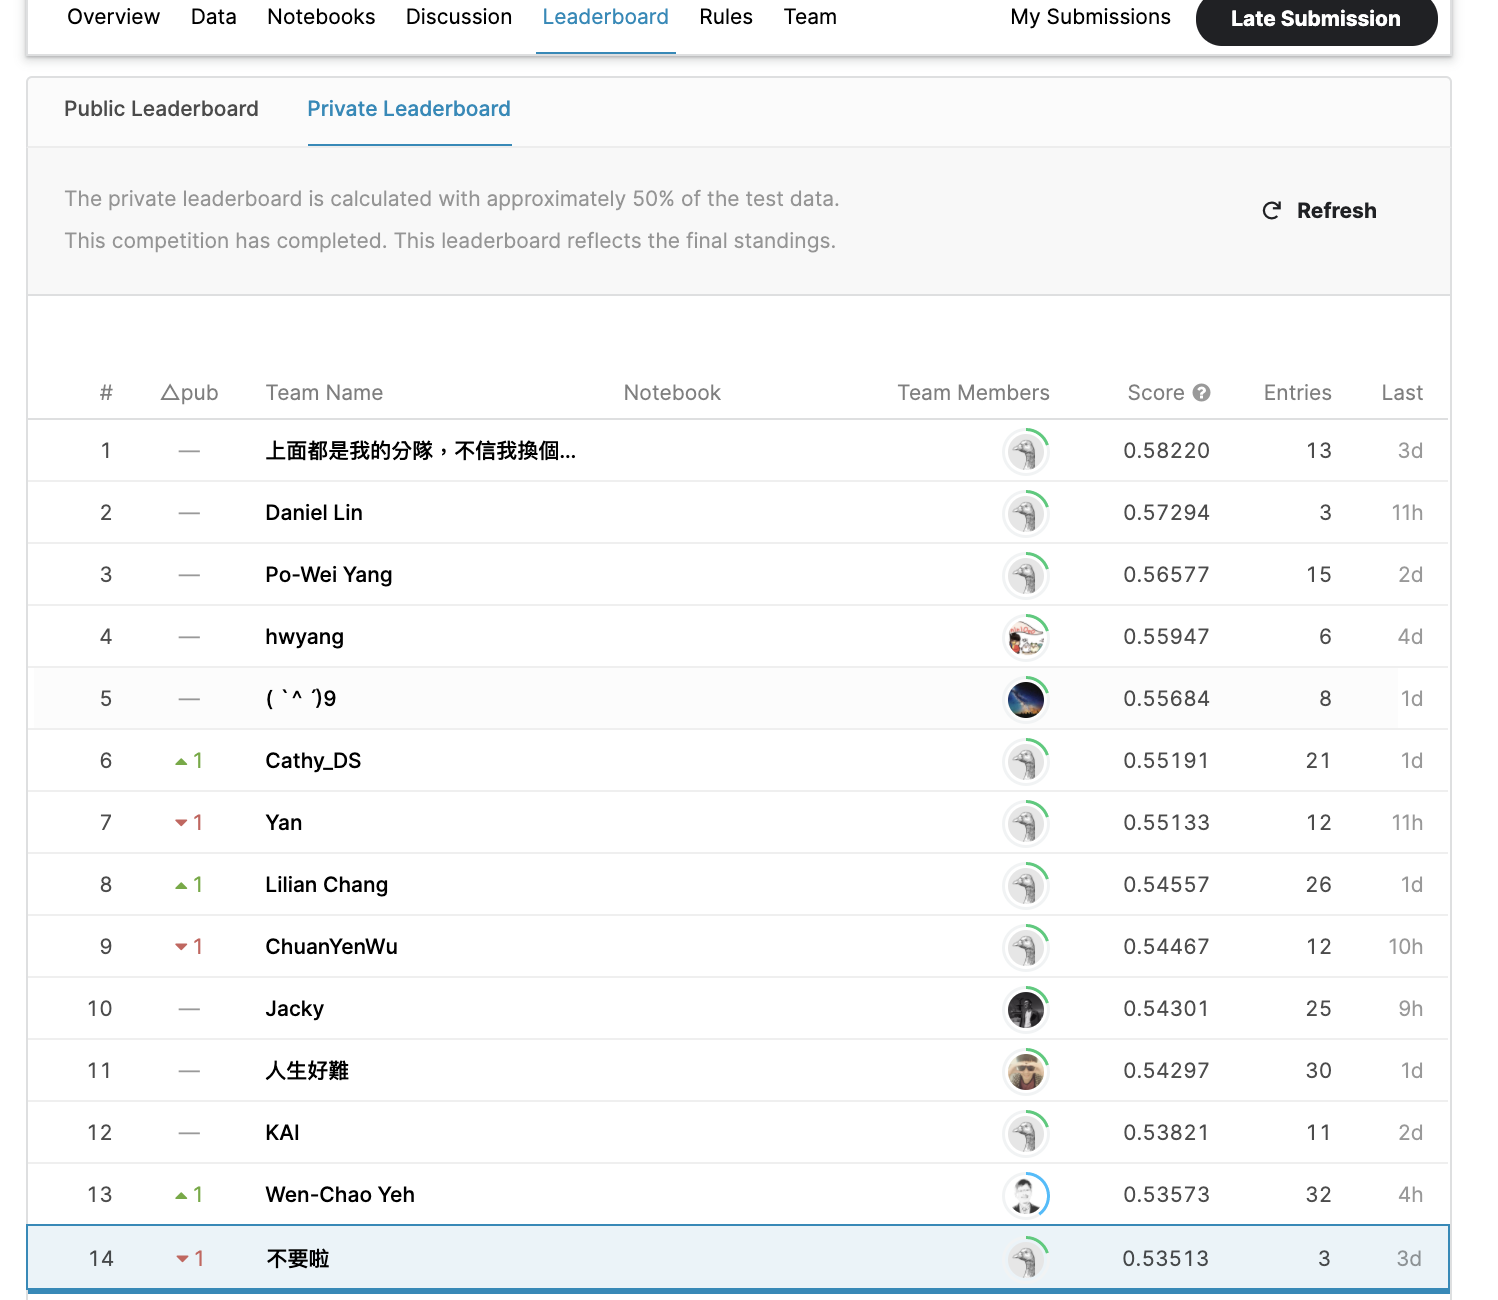 Overview Data Notebooks Discussion Leaderboard Rules Team My Submissions Late Submission
Public Leaderboard Private Leaderboard
The private leaderboard is calculated with approximately 50% of the test data.
This competition has completed. This leaderboard reflects the final standings.
Refresh
# △pub Team Name Notebook Team Members Score Entries Last
1 — 上面都是我的分隊，不信我換個... 0.58220 13 3d
2 — Daniel Lin 0.57294 3 11h
3 — Po-Wei Yang 0.56577 15 2d
4 — hwyang 0.55947 6 4d
5 — ( `^ ´)9 0.55684 8 1d
6 ▲1 Cathy_DS 0.55191 21 1d
7 ▼1 Yan 0.55133 12 11h
8 ▲1 Lilian Chang 0.54557 26 1d
9 ▼1 ChuanYenWu 0.54467 12 10h
10 — Jacky 0.54301 25 9h
11 — 人生好難 0.54297 30 1d
12 — KAI 0.53821 11 2d
13 ▲1 Wen-Chao Yeh 0.53573 32 4h
14 ▼1 不要啦 0.53513 3 3d